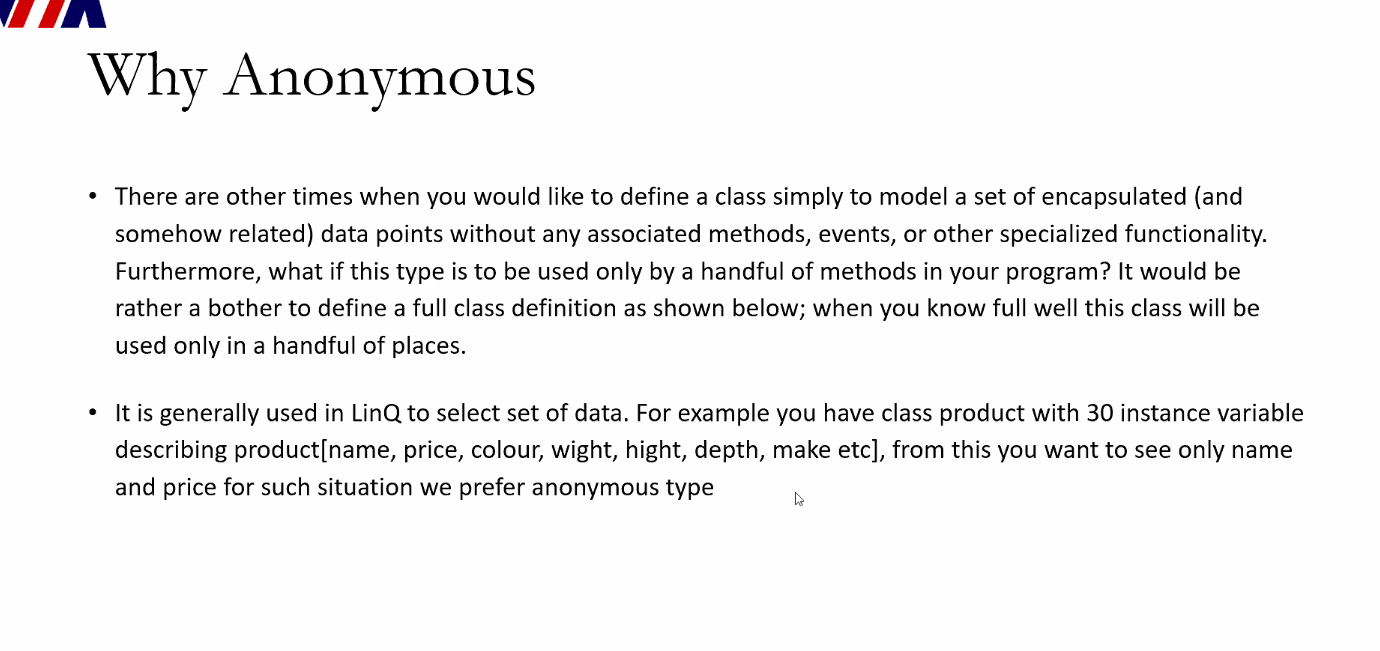 Why Anonymous
• There are other times when you would like to define a class simply to model a set of encapsulated (and
somehow related) data points without any associated methods, events, or other specialized functionality.
Furthermore, what if this type is to be used only by a handful of methods in your program? It would be
rather a bother to define a full class definition as shown below; when you know full well this class will be
used only in a handful of places.
• It is generally used in LinQ to select set of data. For example you have class product with 30 instance variable
describing product[name, price, colour, wight, hight, depth, make etc], from this you want to see only name
and price for such situation we prefer anonymous type